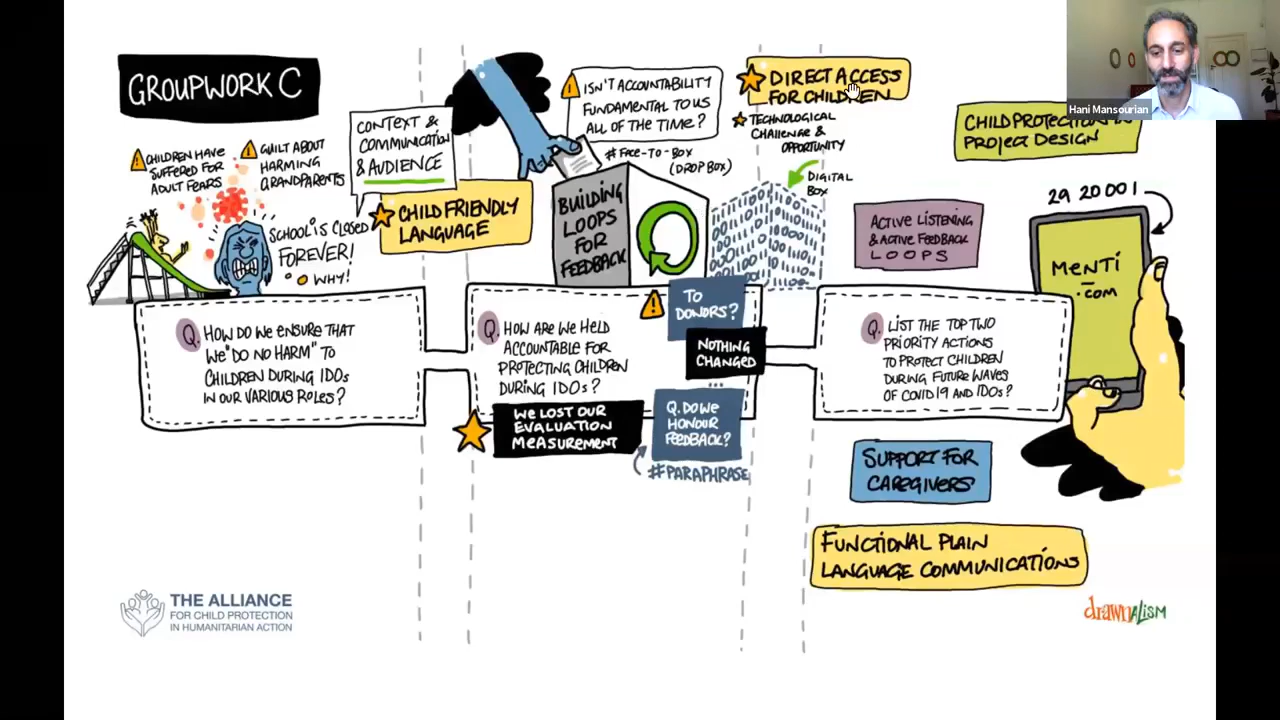 GROUPWORK C
CHILDREN HAVE
SUFFERED FOR
ADULT FEARS
GUILT ABOUT
HARMING
GRANDPARENTS
SCHOOL IS CLOSED
FOREVER!
WHY!
CONTEXT &
COMMUNICATION
& AUDIENCE
CHILD FRIENDLY
LANGUAGE
Q. HOW DO WE ENSURE THAT
WE "DO NO HARM" TO
CHILDREN DURING IDOs
IN OUR VARIOUS ROLES?
ISN'T ACCOUNTABILITY
FUNDAMENTAL TO US
ALL OF THE TIME?
#FACE-TO-BOX
(DROP BOX)
BUILDING
LOOPS
FOR
FEEDBACK
Q. HOW ARE WE HELD
ACCOUNTABLE FOR
PROTECTING CHILDREN
DURING IDOs?
TO
DONORS?
NOTHING
CHANGED
...
WE LOST OUR
EVALUATION
MEASUREMENT
Q. DO WE
HONOUR
FEEDBACK?
#PARAPHRASE
DIRECT ACCESS
FOR CHILDREN
TECHNOLOGICAL
CHALLENGE &
OPPORTUNITY
DIGITAL
BOX
Hani Mansourian
CHILD PROTECTION IN
PROJECT DESIGN
ACTIVE LISTENING
& ACTIVE FEEDBACK
LOOPS
29 20 00 1
MENTI
.COM
Q. LIST THE TOP TWO
PRIORITY ACTIONS
TO PROTECT CHILDREN
DURING FUTURE WAVES
OF COVID 19 AND IDOs?
SUPPORT FOR
CAREGIVERS
FUNCTIONAL PLAIN
LANGUAGE COMMUNICATIONS
THE ALLIANCE
FOR CHILD PROTECTION
IN HUMANITARIAN ACTION
drawnALISM